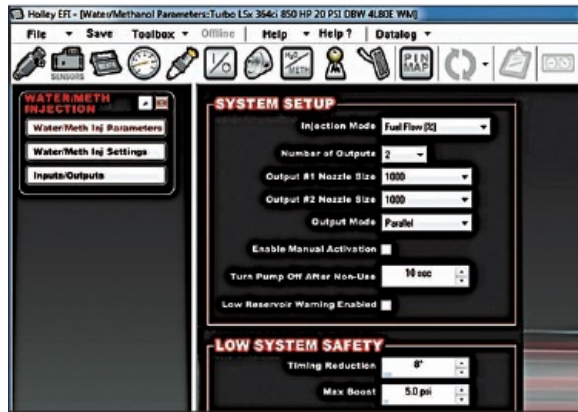 Holley EFI - [Water/Methanol Parameters::Turbo LSx 364ci 850 HP 20 PSI DBW 4L80E WM]
File Save Toolbox Offline Help Help? Datalog
SENSORS I/O H₂O METH PIN MAP
WATER/METH INJECTION
Water/Meth Inj Parameters
Water/Meth Inj Settings
Inputs/Outputs
SYSTEM SETUP
Injection Mode Fuel Flow [%]
Number of Outputs 2
Output #1 Nozzle Size 1000
Output #2 Nozzle Size 1000
Output Mode Parallel
Enable Manual Activation
Turn Pump Off After Non-Use 10 sec
Low Reservoir Warning Enabled
LOW SYSTEM SAFETY
Timing Reduction 8°
Max Boost 5.0 psi